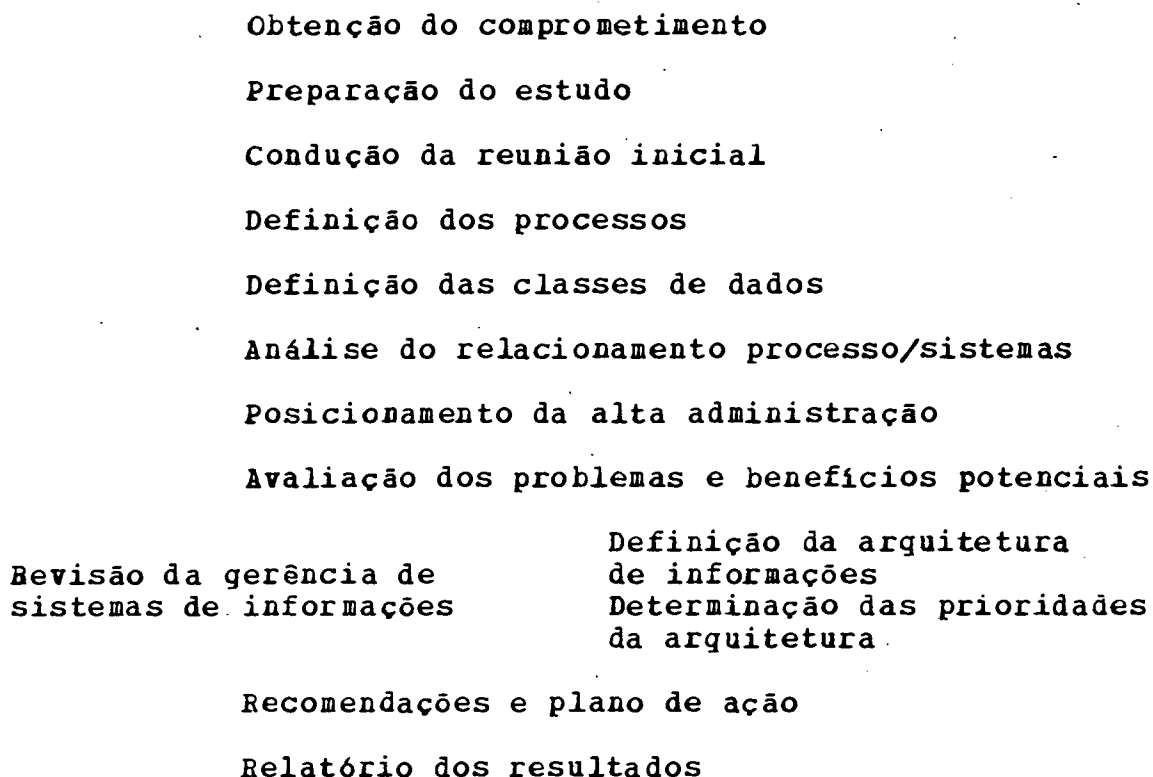 Obtenção do comprometimento
Preparação do estudo
Condução da reunião inicial
Definição dos processos
Definição das classes de dados
Análise do relacionamento processo/sistemas
Posicionamento da alta administração
Avaliação dos problemas e benefícios potenciais
Revisão da gerência de
sistemas de informações
Definição da arquitetura
de informações
Determinação das prioridades
da arquitetura
Recomendações e plano de ação
Relatório dos resultados